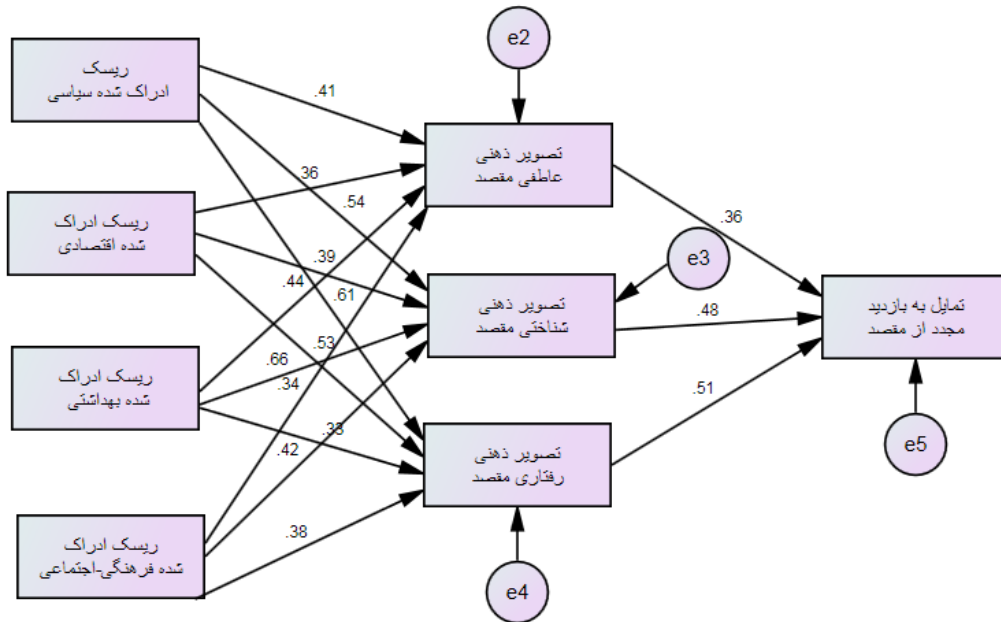 e2
ریسک
ادراک شده سیاسی
.41
تصویر ذهنی
عاطفی مقصد
.36
.54
.36
ریسک ادراک
شده اقتصادی
.39
.44
.61
e3
تصویر ذهنی
شناختی مقصد
.48
تمایل به بازدید
مجدد از مقصد
.53
.66
.34
ریسک ادراک
شده بهداشتی
.33
.42
.51
تصویر ذهنی
رفتاری مقصد
e5
ریسک ادراک
شده فرهنگی-اجتماعی
.38
e4